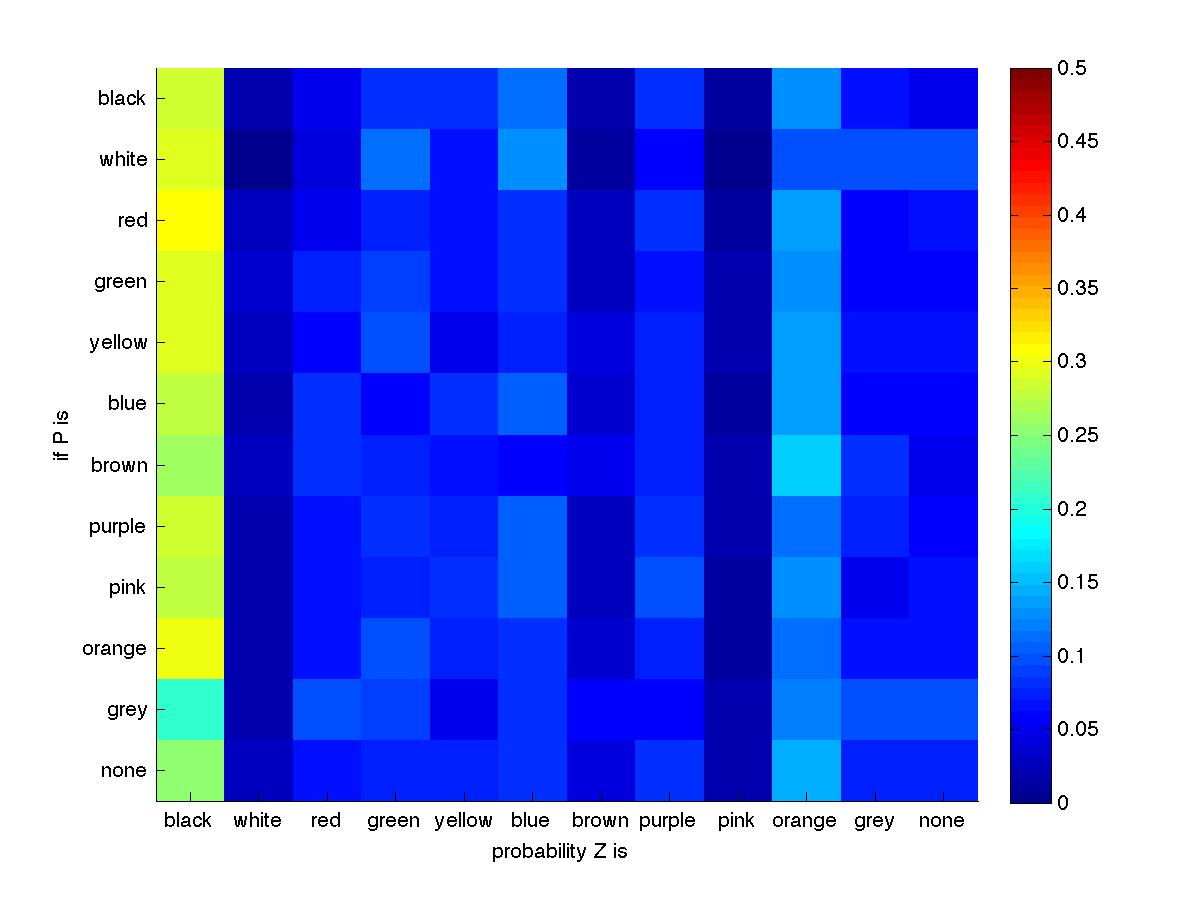 black
white
red
green
yellow
blue
brown
purple
pink
orange
grey
none
if P is
black white red green yellow blue brown purple pink orange grey none
probability Z is
0.5
0.45
0.4
0.35
0.3
0.25
0.2
0.15
0.1
0.05
0